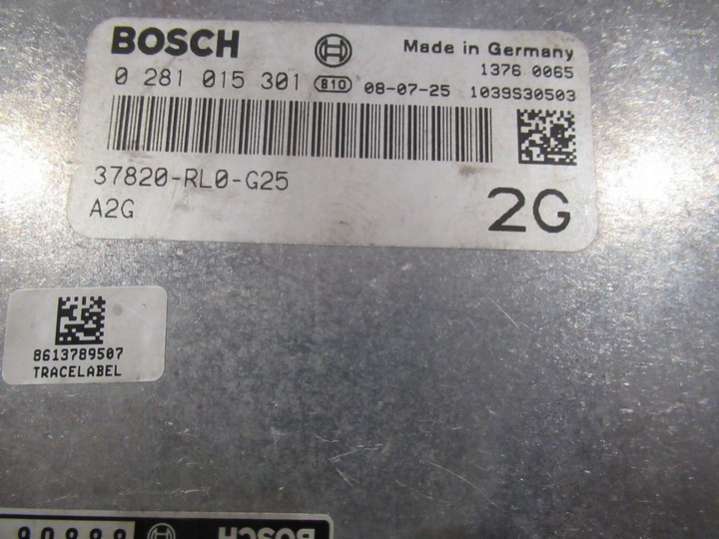 BOSCH Made in Germany
1376 0065
0 281 015 301 810 08-07-25 1039S30503
37820-RL0-G25
A2G 2G
8613789507
TRACELABEL
BOSCH